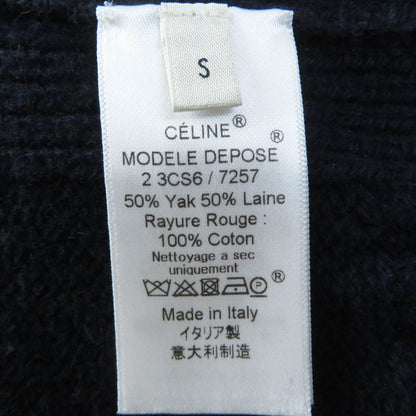 S
CÉLINE®
MODELE DEPOSE ®
2 3CS6 / 7257
50% Yak 50% Laine
Rayure Rouge :
100% Coton
Nettoyage a sec
uniquement
P ®
Made in Italy
イタリア製
意大利制造